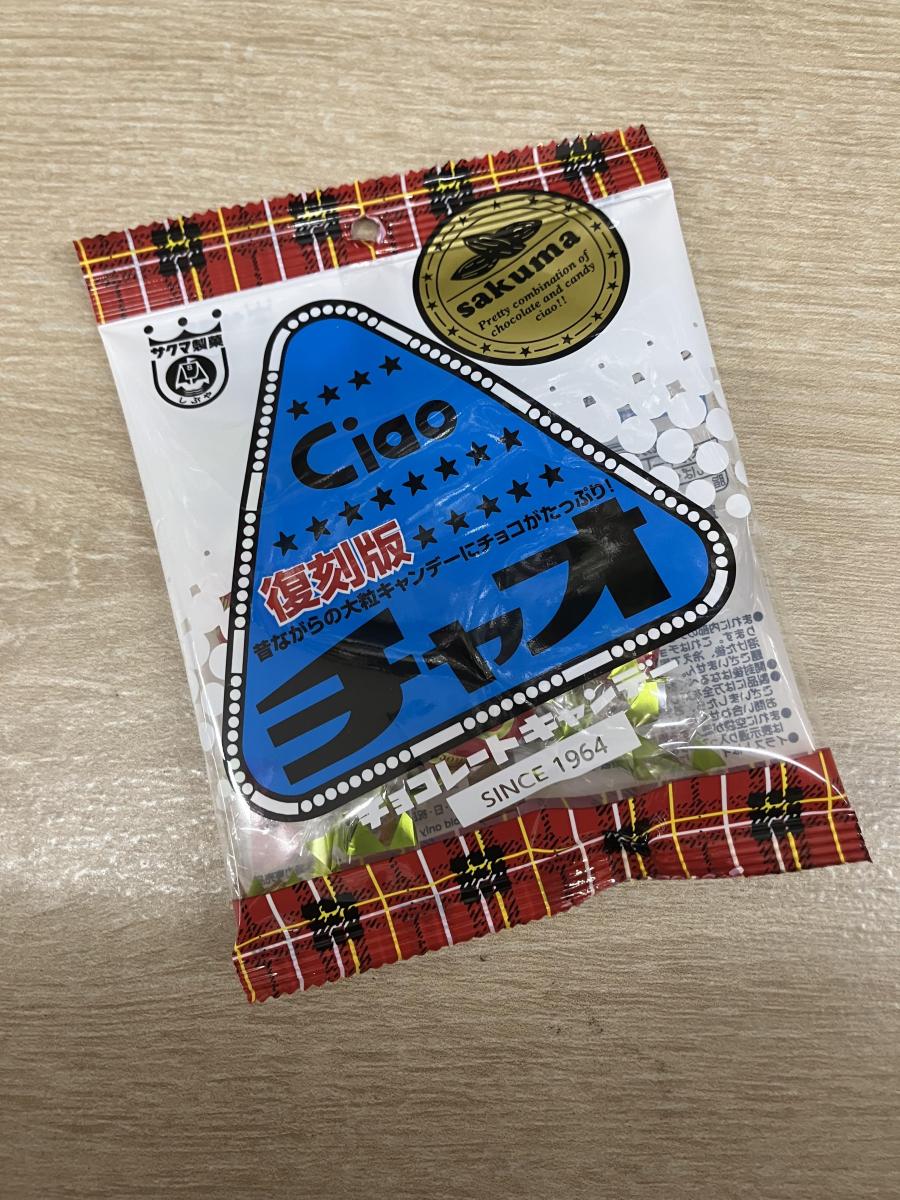 サクマ製菓
しぶや
sakuma
Pretty combination of
chocolate and candy
ciao!!
Ciao
復刻版
昔ながらの大粒キャンデーにチョコがたっぷり!
チャオ
チョコレートキャンデー
SINCE 1964